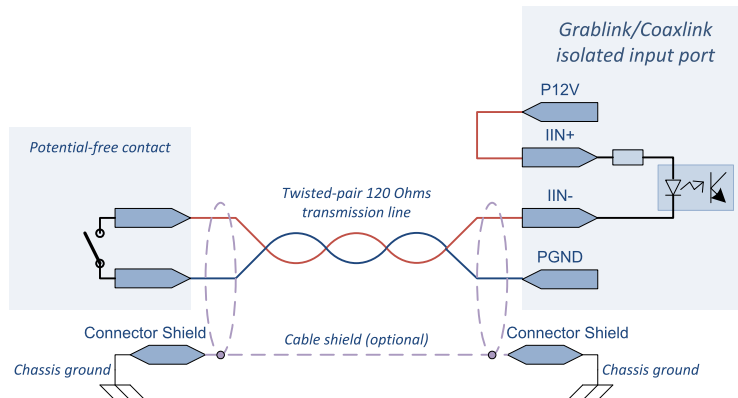 Grablink/Coaxlink
isolated input port
P12V
IIN+
Potential-free contact
Twisted-pair 120 Ohms
transmission line
IIN-
PGND
Connector Shield
Cable shield (optional)
Connector Shield
Chassis ground
Chassis ground